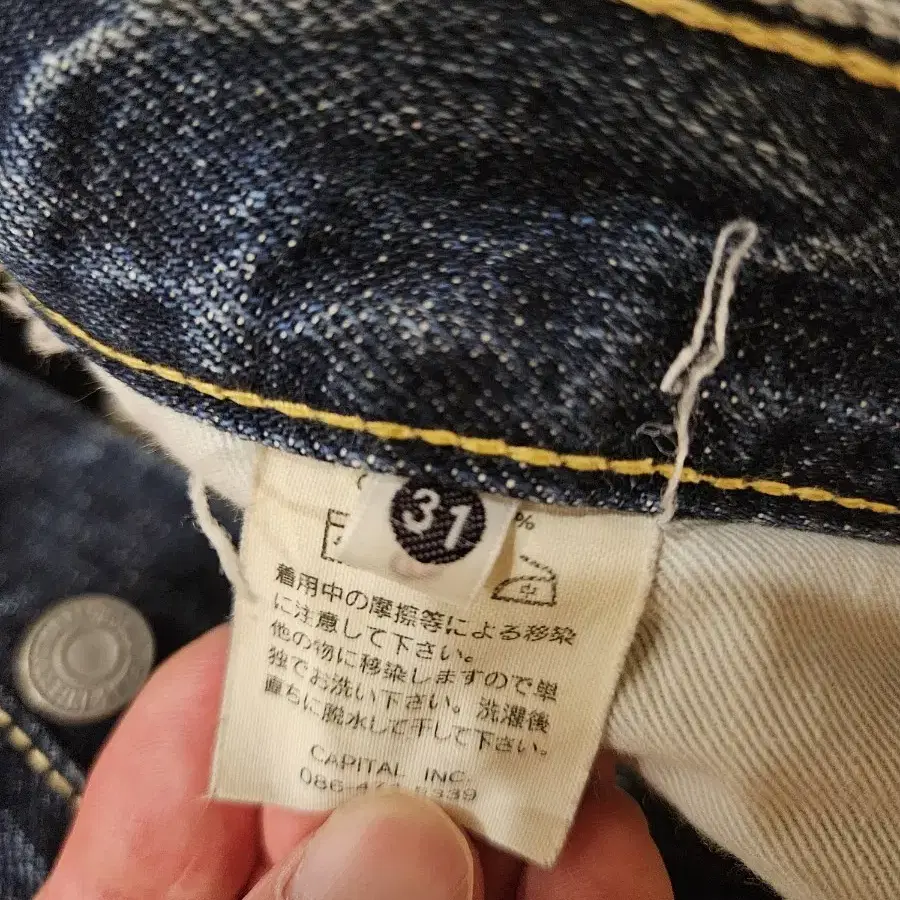 31
%
中
着用中の摩擦等による移染
に注意して下さい。
他の物に移染しますので単
独でお洗い下さい。洗濯後
直ちに脱水して干して下さい。
CAPITAL INC.